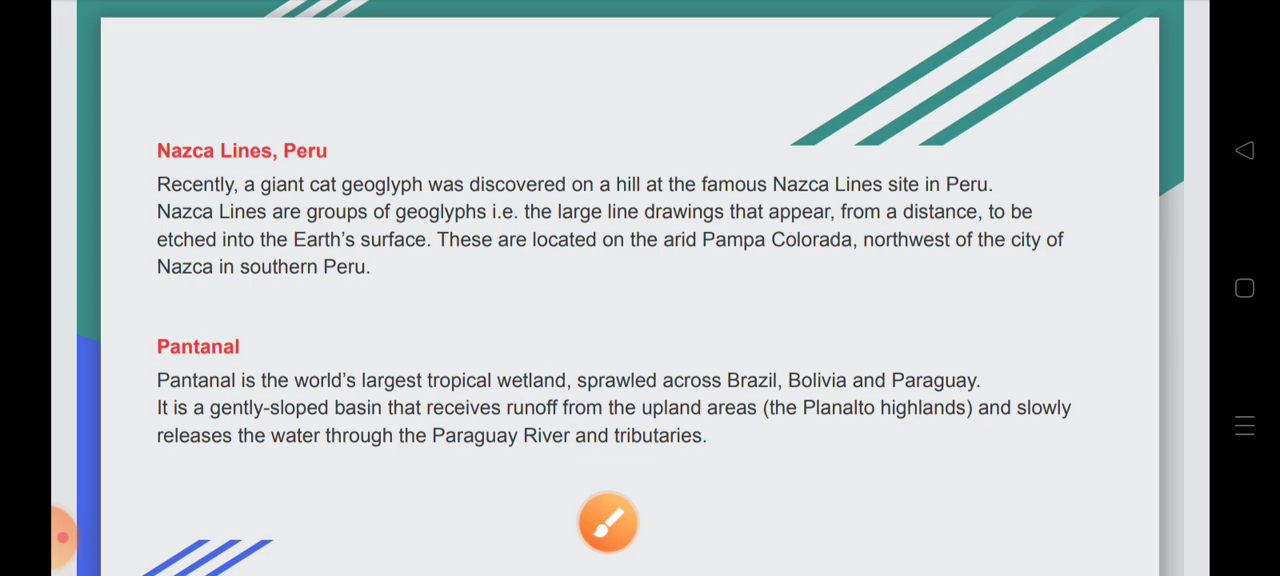 Nazca Lines, Peru
Recently, a giant cat geoglyph was discovered on a hill at the famous Nazca Lines site in Peru.
Nazca Lines are groups of geoglyphs i.e. the large line drawings that appear, from a distance, to be
etched into the Earth's surface. These are located on the arid Pampa Colorada, northwest of the city of
Nazca in southern Peru.
Pantanal
Pantanal is the world's largest tropical wetland, sprawled across Brazil, Bolivia and Paraguay.
It is a gently-sloped basin that receives runoff from the upland areas (the Planalto highlands) and slowly
releases the water through the Paraguay River and tributaries.